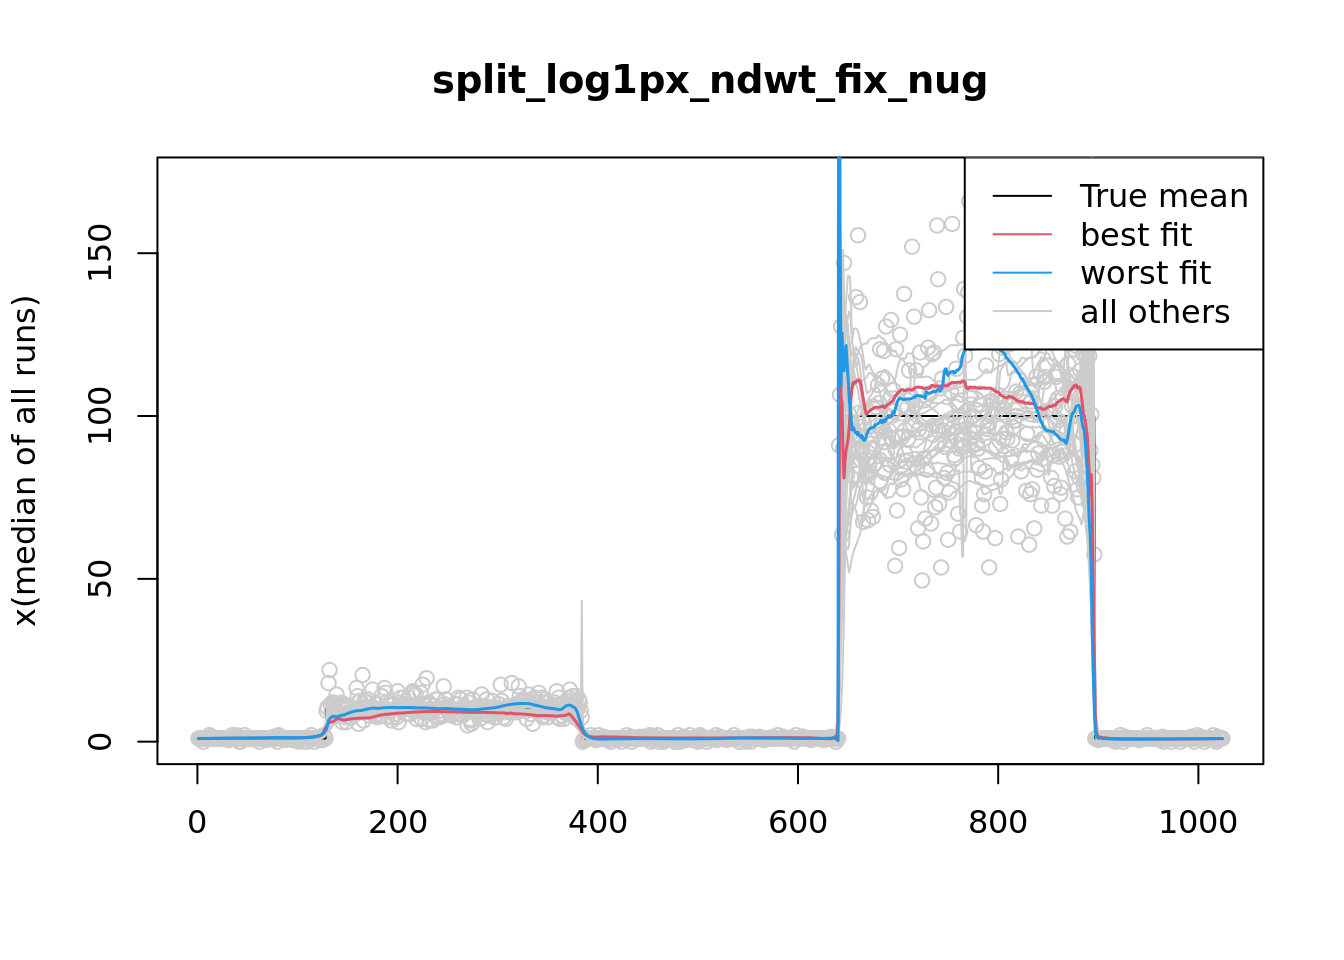 split_log1px_ndwt_fix_nug
True mean
best fit
worst fit
all others
x(median of all runs)
150
100
50
0
0 200 400 600 800 1000